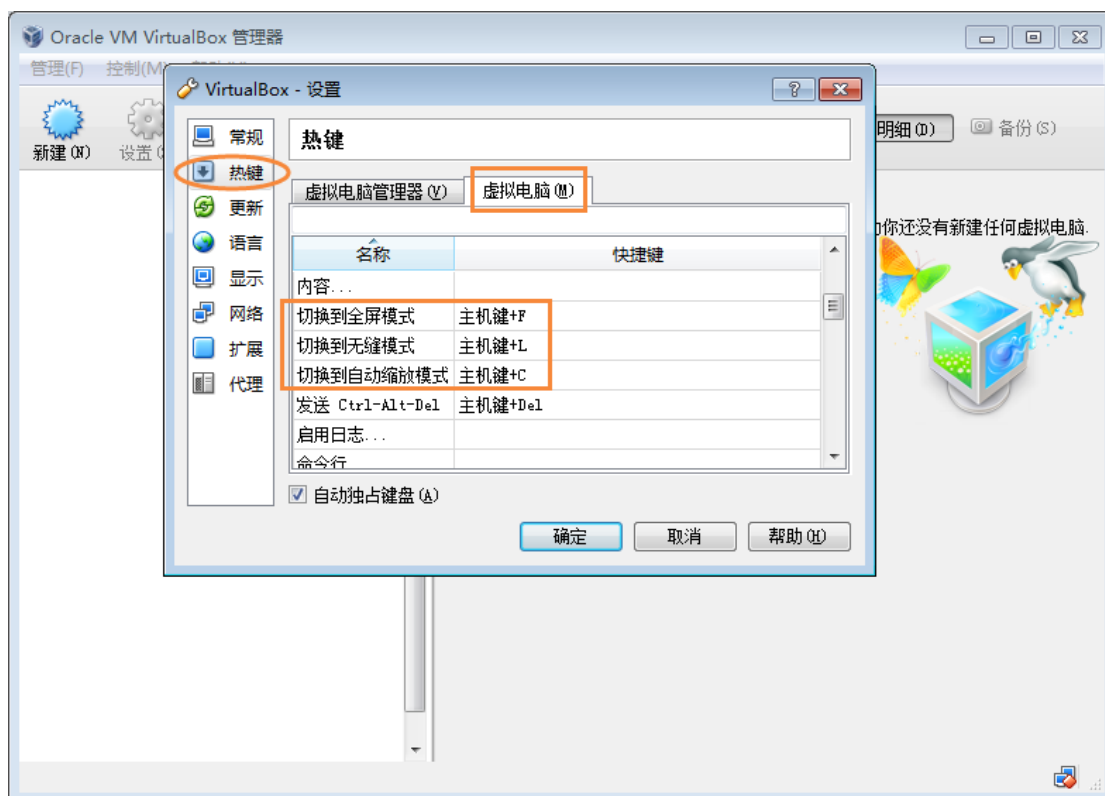 Oracle VM VirtualBox 管理器
管理(F) 控制(M)
新建(N) 设置 明细(D) 备份(S)
VirtualBox - 设置
常规
热键
更新
语言
显示
网络
扩展
代理
热键
虚拟电脑管理器(V) 虚拟电脑(M)
名称 快捷键
内容...
切换到全屏模式 主机键+F
切换到无缝模式 主机键+L
切换到自动缩放模式 主机键+C
发送 Ctrl-Alt-Del 主机键+Del
启用日志...
命令行
自动独占键盘(A)
确定 取消 帮助(H)
你还没有新建任何虚拟电脑.